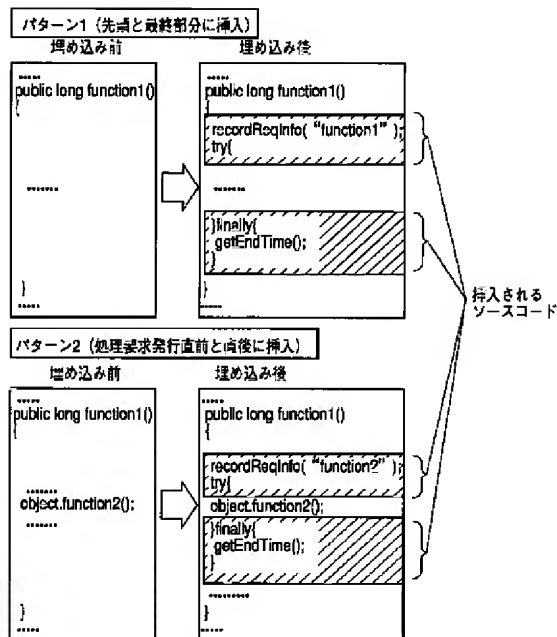 パターン1（先頭と最終部分に挿入）
埋め込み前
.....
public long function1()
{
.......
}
.....
埋め込み後
.....
public long function1()
{
recordReqInfo( “function1” );
try{
.......
}finally{
getEndTime();
}
}
.....
挿入される
ソースコード
パターン2（処理要求発行直前と直後に挿入）
埋め込み前
.....
public long function1()
{
.......
object.function2();
.......
}
.....
埋め込み後
.....
public long function1()
{
recordReqInfo( “function2” );
try{
object.function2();
}finally{
getEndTime();
}
.........
}
.....